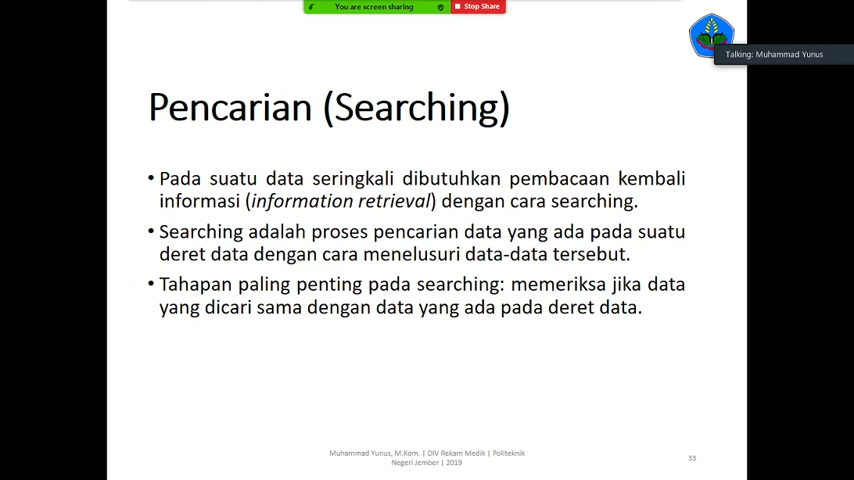 You are screen sharing
Stop Share
Talking: Muhammad Yunus
Pencarian (Searching)
• Pada suatu data seringkali dibutuhkan pembacaan kembali
informasi (information retrieval) dengan cara searching.
• Searching adalah proses pencarian data yang ada pada suatu
deret data dengan cara menelusuri data-data tersebut.
• Tahapan paling penting pada searching: memeriksa jika data
yang dicari sama dengan data yang ada pada deret data.
Muhammad Yunus, M.Kom. | DIV Rekam Medik | Politeknik
Negeri Jember | 2019
33